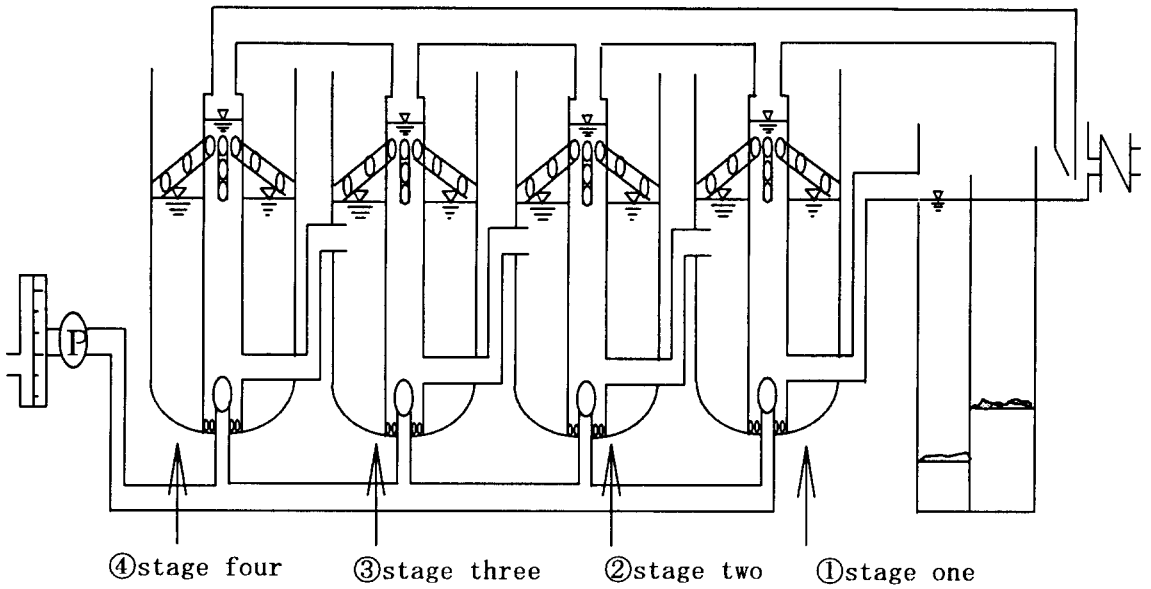 P
④stage four
③stage three
②stage two
①stage one